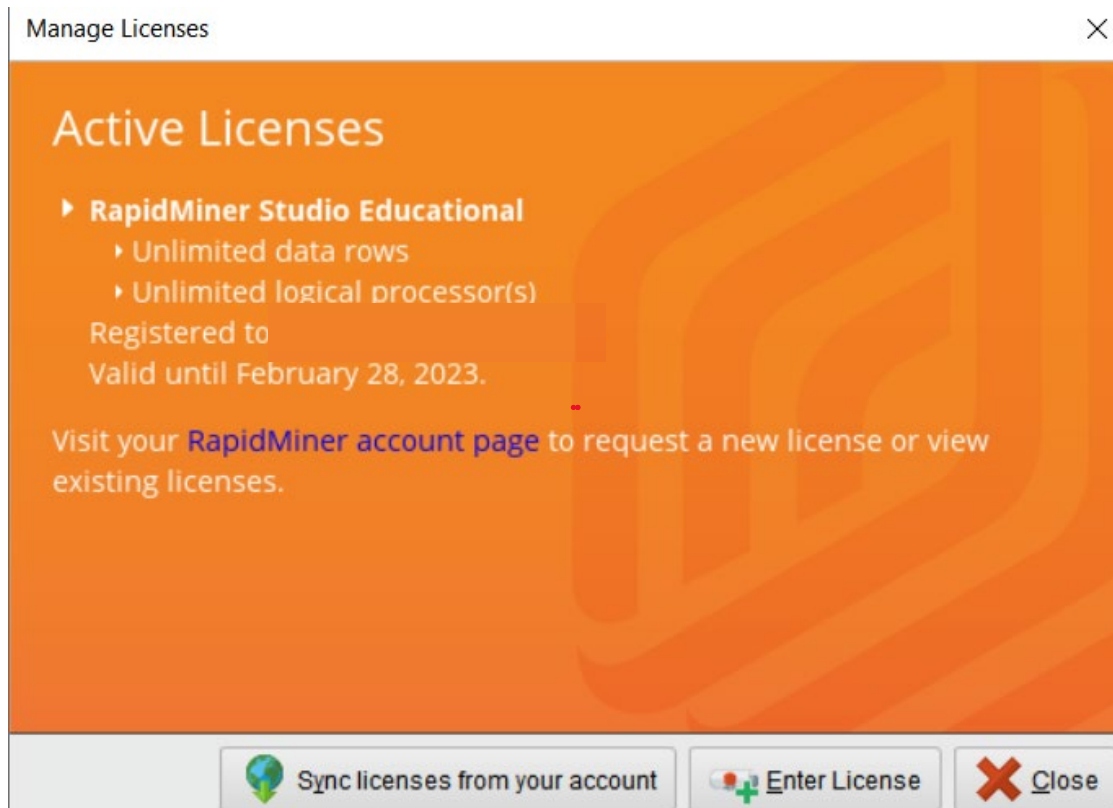 Manage Licenses
Active Licenses
RapidMiner Studio Educational
Unlimited data rows
Unlimited logical processor(s)
Registered to
Valid until February 28, 2023.
Visit your RapidMiner account page to request a new license or view
existing licenses.
Sync licenses from your account
Enter License
Close